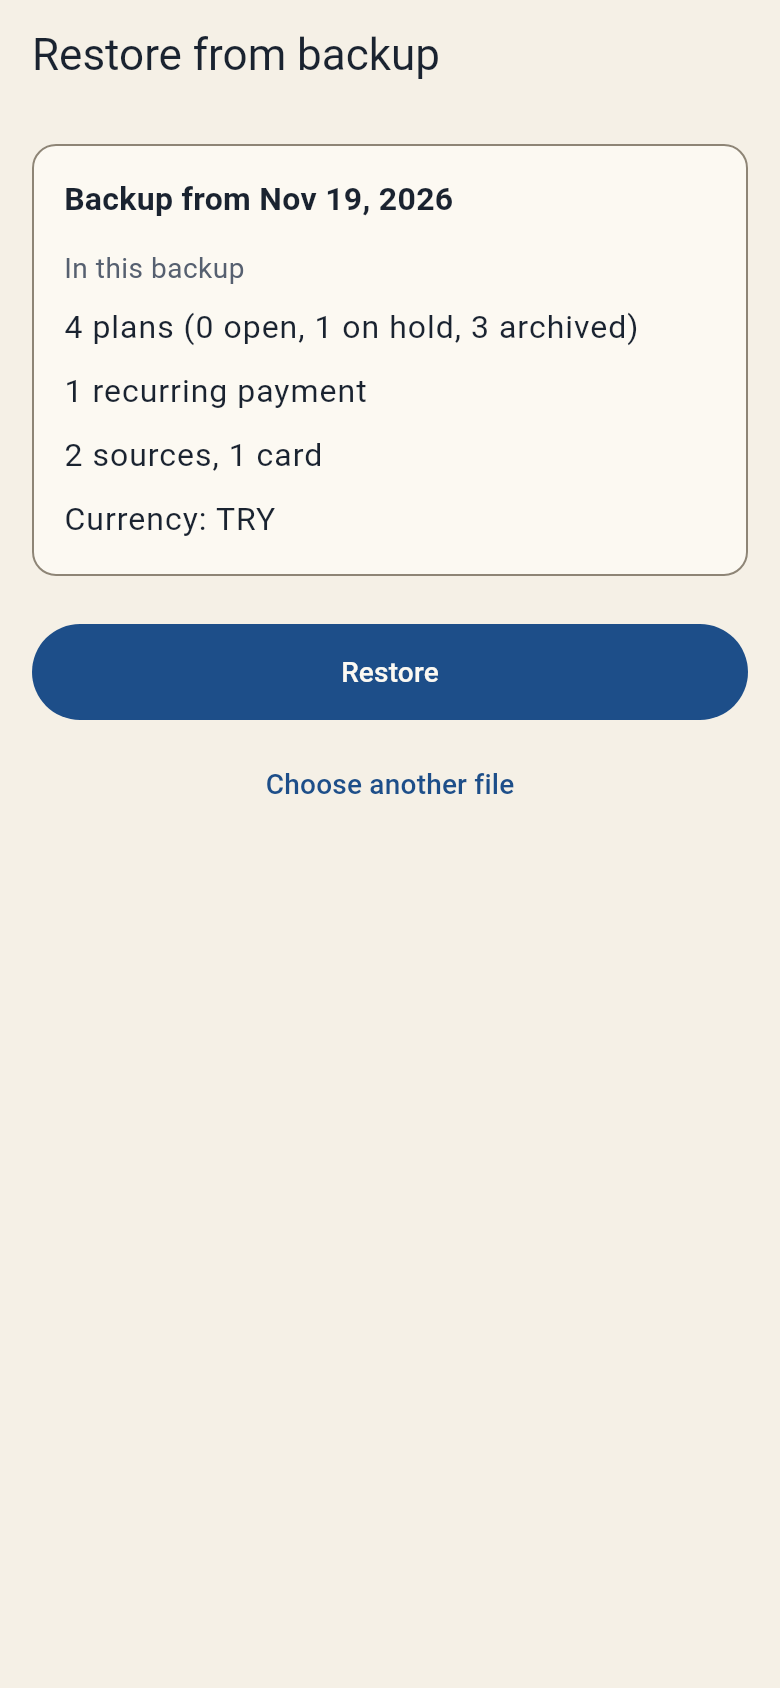 Restore from backup
Backup from Nov 19, 2026
In this backup
4 plans (0 open, 1 on hold, 3 archived)
1 recurring payment
2 sources, 1 card
Currency: TRY
Restore
Choose another file